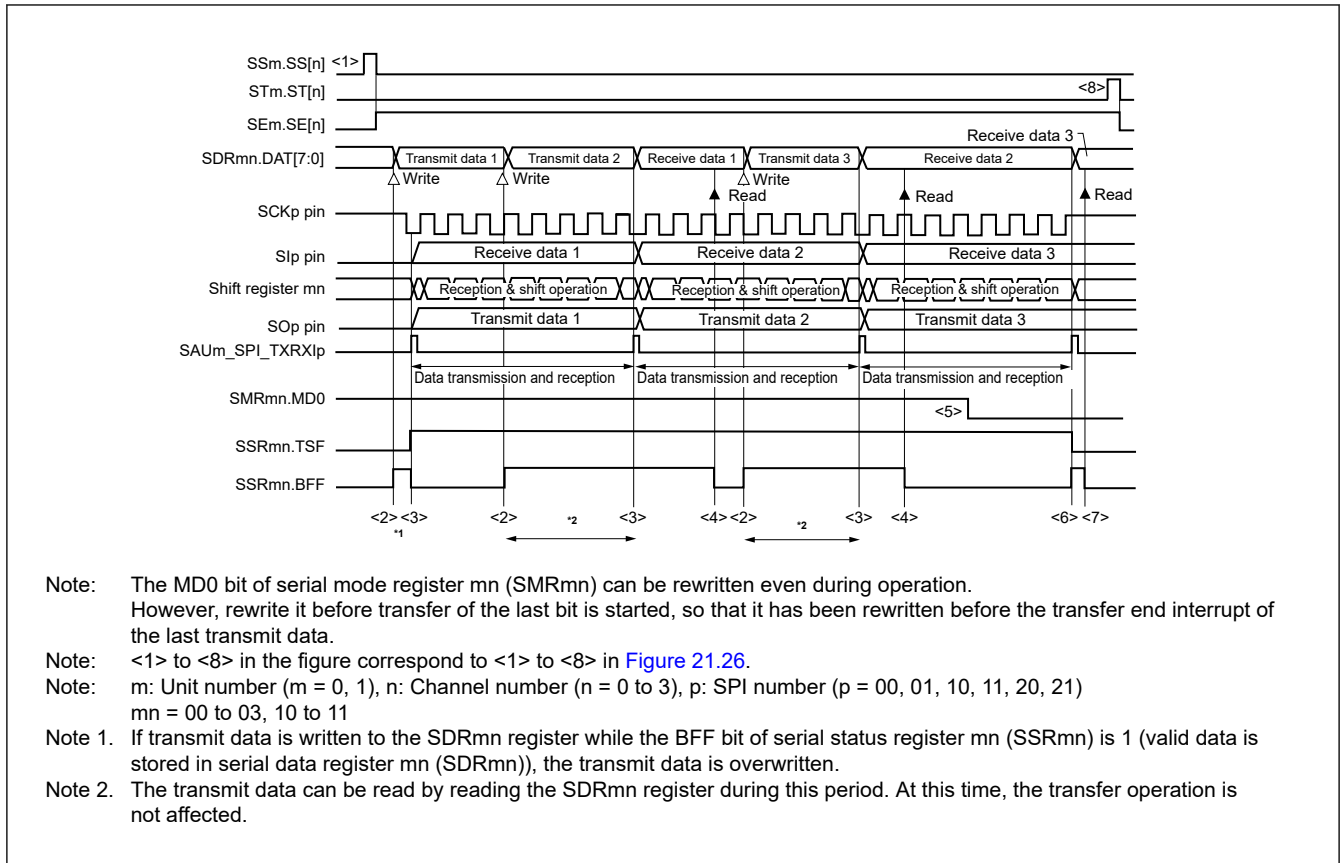 SSm.SS[n] <1>
STm.ST[n] <8>
SEm.SE[n]
Receive data 3
SDRmn.DAT[7:0] Transmit data 1 Transmit data 2 Receive data 1 Transmit data 3 Receive data 2
Write Write Write
Read Read Read
SCKp pin
SIp pin Receive data 1 Receive data 2 Receive data 3
Shift register mn Reception & shift operation Reception & shift operation Reception & shift operation
SOp pin Transmit data 1 Transmit data 2 Transmit data 3
SAUm_SPI_TXRXIp
Data transmission and reception Data transmission and reception Data transmission and reception
SMRmn.MD0 <5>
SSRmn.TSF
SSRmn.BFF
<2> <3> <2> *2 <3> <4> <2> *2 <3> <4> <6> <7>
*1
Note: The MD0 bit of serial mode register mn (SMRmn) can be rewritten even during operation.
However, rewrite it before transfer of the last bit is started, so that it has been rewritten before the transfer end interrupt of
the last transmit data.
Note: <1> to <8> in the figure correspond to <1> to <8> in Figure 21.26.
Note: m: Unit number (m = 0, 1), n: Channel number (n = 0 to 3), p: SPI number (p = 00, 01, 10, 11, 20, 21)
mn = 00 to 03, 10 to 11
Note 1. If transmit data is written to the SDRmn register while the BFF bit of serial status register mn (SSRmn) is 1 (valid data is
stored in serial data register mn (SDRmn)), the transmit data is overwritten.
Note 2. The transmit data can be read by reading the SDRmn register during this period. At this time, the transfer operation is
not affected.